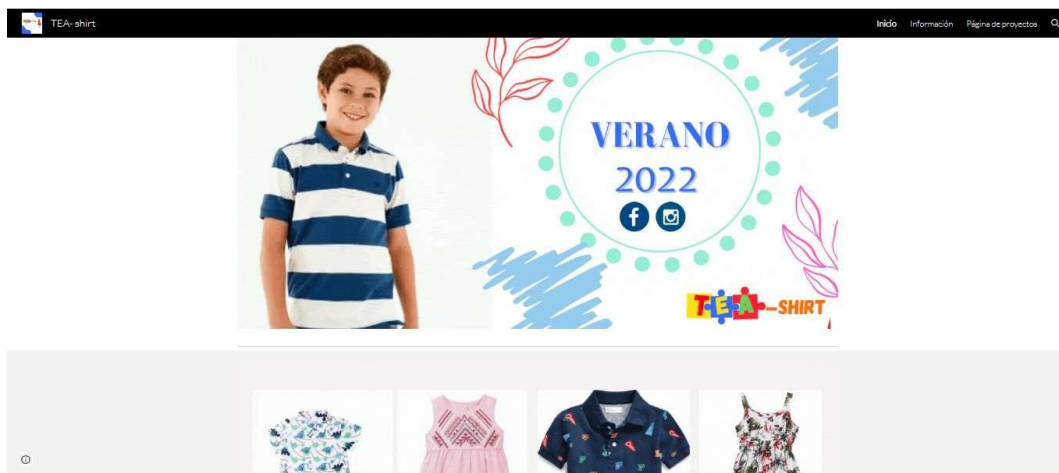 TEA- shirt
Inicio Información Página de proyectos
VERANO
2022
TEA-SHIRT